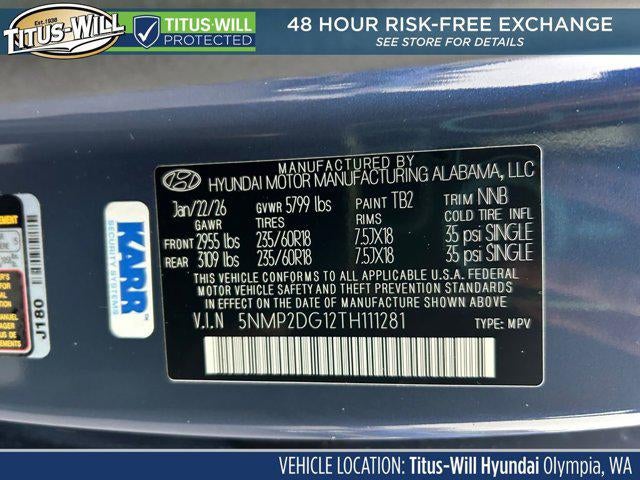 Est. 1938
TITUS-WILL
TITUS-WILL
PROTECTED
48 HOUR RISK-FREE EXCHANGE
SEE STORE FOR DETAILS
MANUFACTURED BY
HYUNDAI MOTOR MANUFACTURING ALABAMA, LLC
Jan/22/26 GVWR 5799 lbs PAINT TB2 TRIM NNB
GAWR TIRES RIMS COLD TIRE INFL
FRONT 2955 lbs 235/60R18 7.5JX18 35 psi SINGLE
REAR 3109 lbs 235/60R18 7.5JX18 35 psi SINGLE
THIS VEHICLE CONFORMS TO ALL APPLICABLE U.S.A. FEDERAL
MOTOR VEHICLE SAFETY AND THEFT PREVENTION STANDARDS
IN EFFECT ON THE DATE OF MANUFACTURE SHOWN ABOVE.
V.I.N 5NMP2DG12TH111281 TYPE: MPV
KARR
SECURITY SYSTEMS
J180
VEHICLE LOCATION: Titus-Will Hyundai Olympia, WA